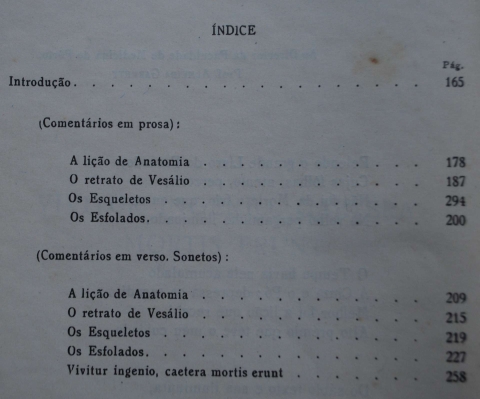 ÍNDICE
Pág.
Introdução. . . . . . . . . . . . . . . . 165
(Comentários em prosa) :
A lição de Anatomia . . . . . . . . . . . 178
O retrato de Vesálio . . . . . . . . . . . 187
Os Esqueletos . . . . . . . . . . . . . 294
Os Esfolados. . . . . . . . . . . . . . 200
(Comentários em verso. Sonetos) :
A lição de Anatomia . . . . . . . . . . . 209
O retrato de Vesálio . . . . . . . . . . . 215
Os Esqueletos . . . . . . . . . . . . . 219
Os Esfolados. . . . . . . . . . . . . . 227
Vivitur ingenio, caetera mortis erunt . . . . . . . 258